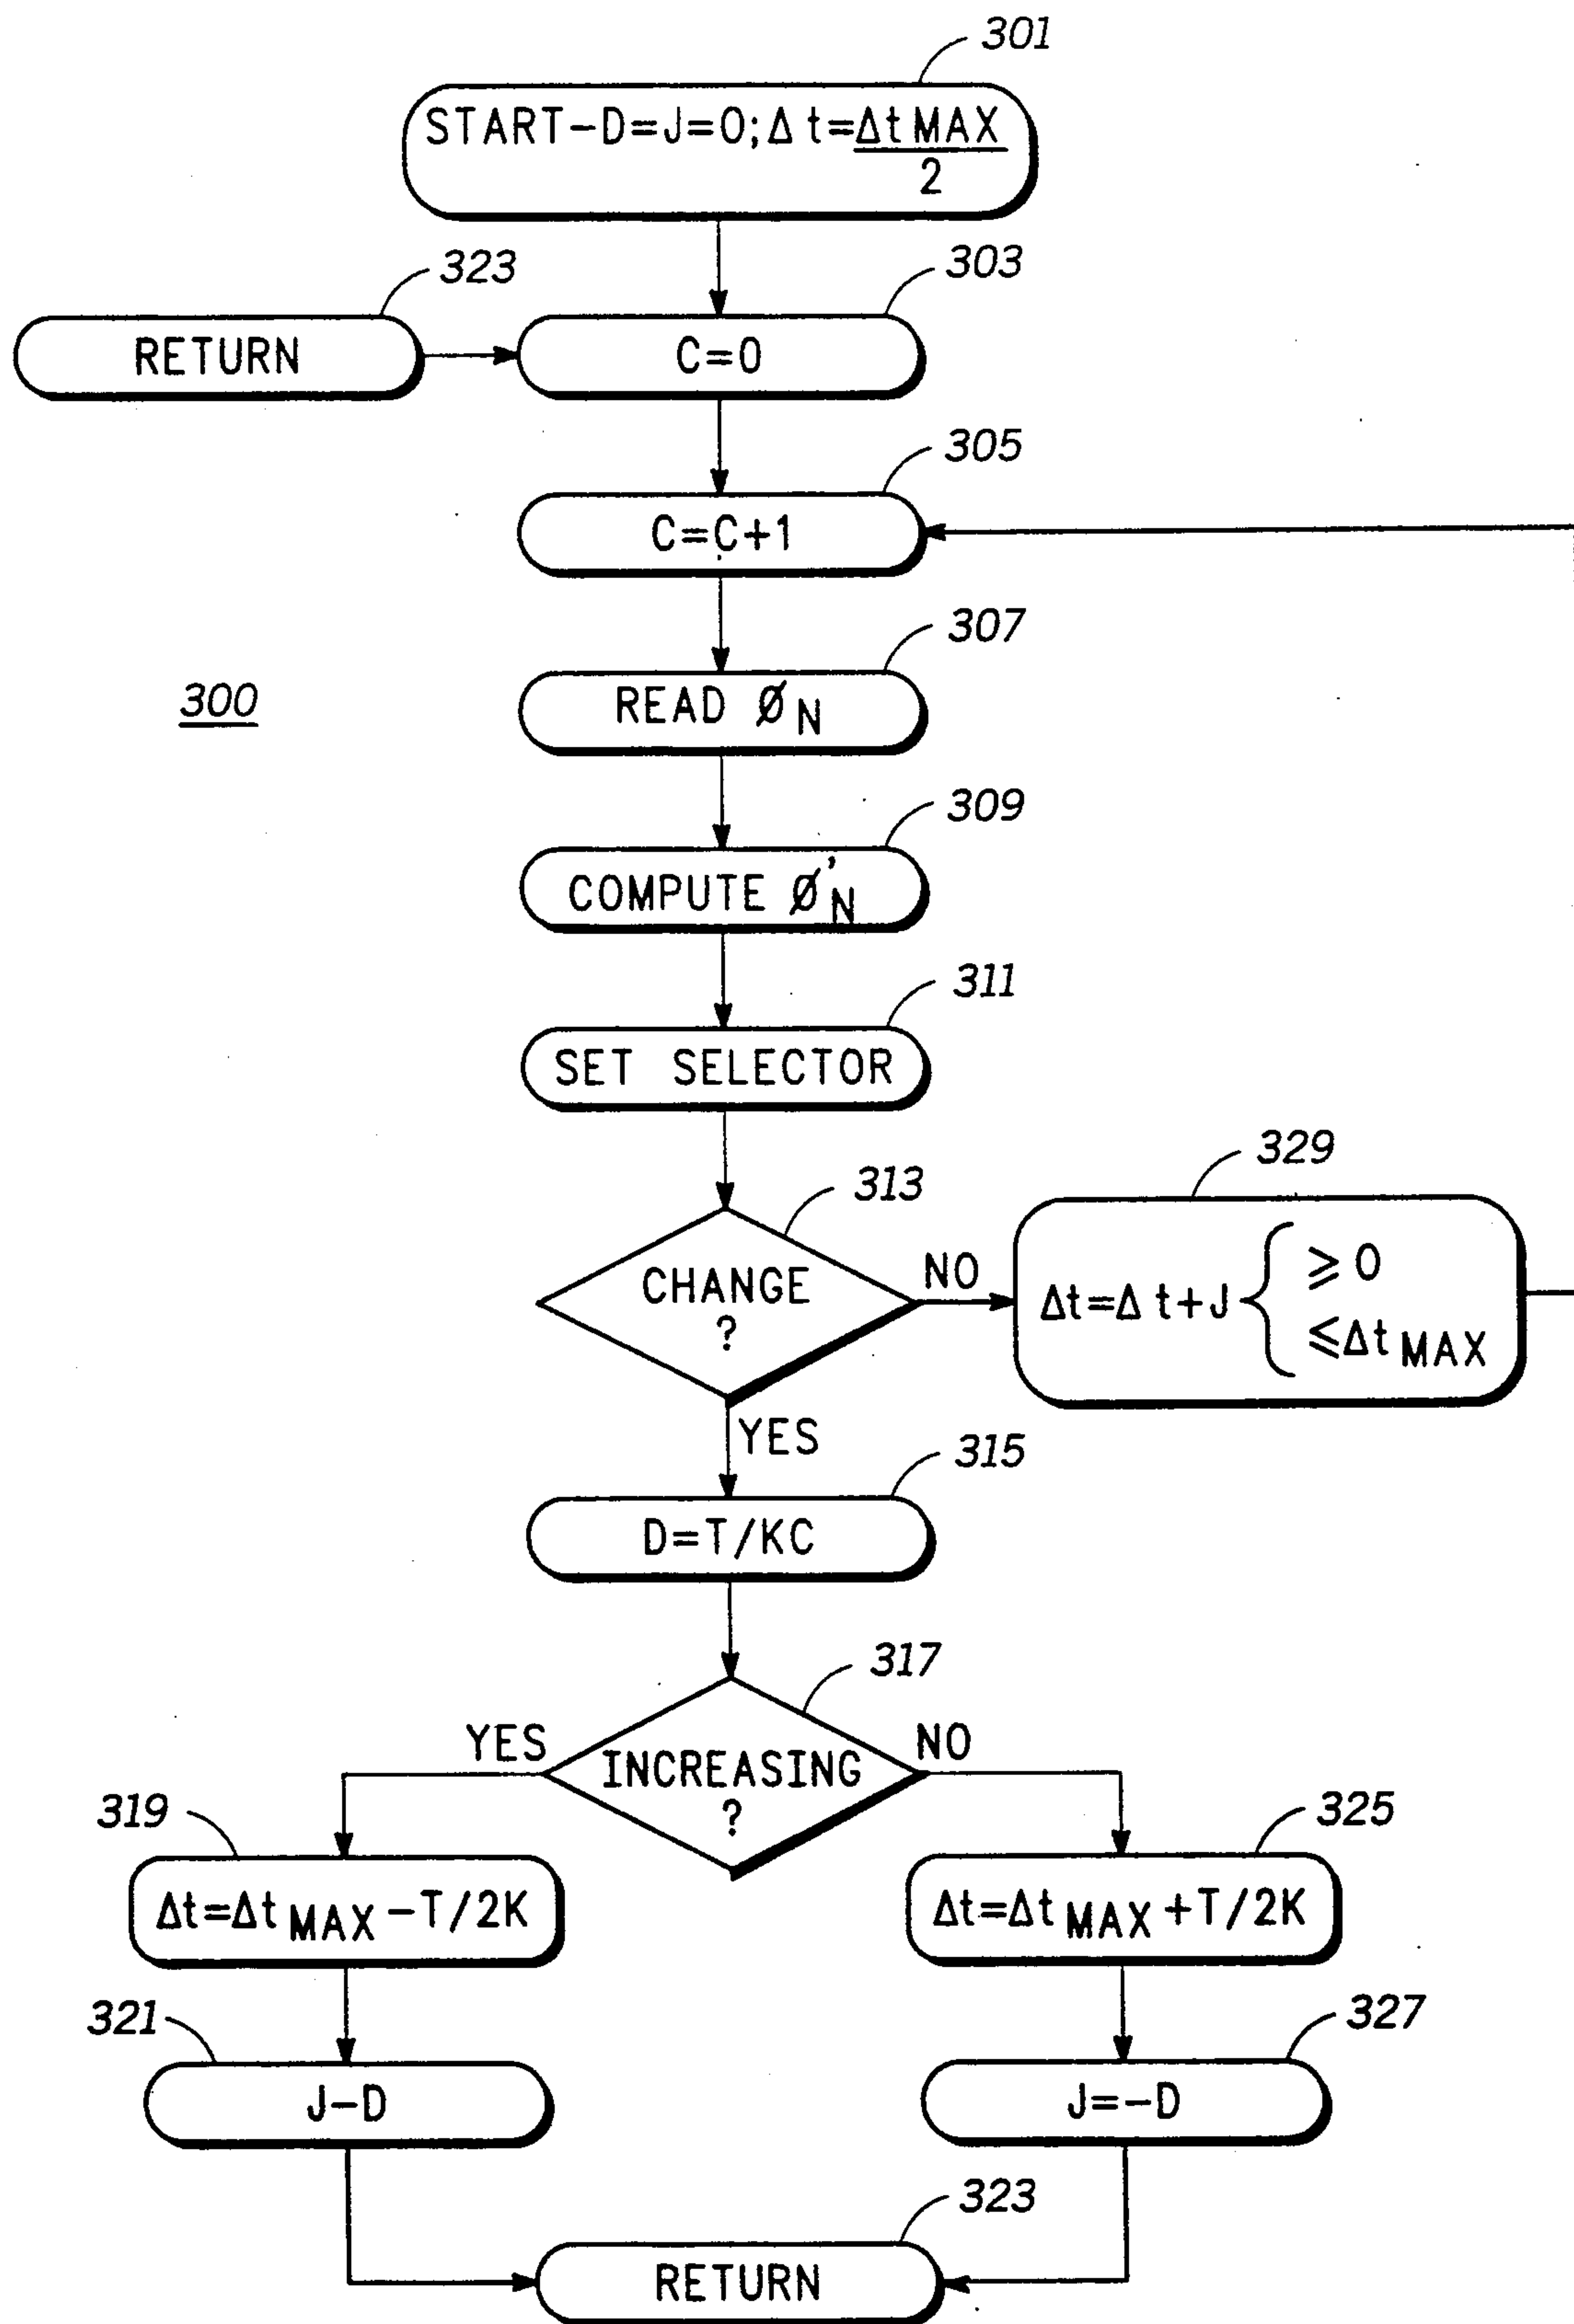 301
START-D=J=0;Δt=ΔtMAX
2
323
RETURN
303
C=0
305
C=C+1
307
READ ØN
300
309
COMPUTE Ø'N
311
SET SELECTOR
313
CHANGE
?
NO
329
Δt=Δt+J { ≥0
≤ΔtMAX
YES
315
D=T/KC
317
INCREASING
?
YES
NO
319
Δt=ΔtMAX-T/2K
325
Δt=ΔtMAX+T/2K
321
J-D
327
J=-D
323
RETURN